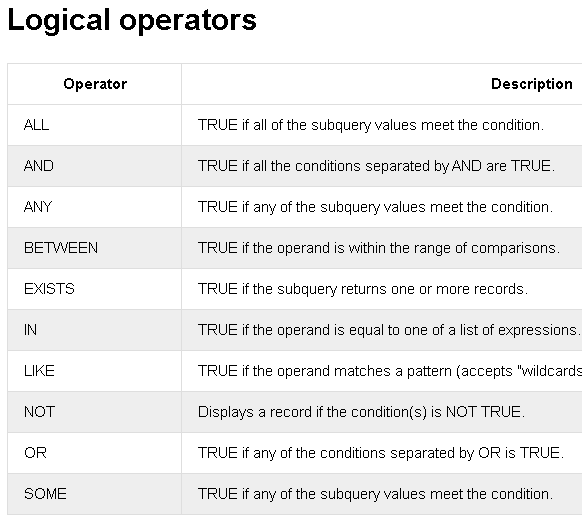 Logical operators
Operator Description
ALL TRUE if all of the subquery values meet the condition.
AND TRUE if all the conditions separated by AND are TRUE.
ANY TRUE if any of the subquery values meet the condition.
BETWEEN TRUE if the operand is within the range of comparisons.
EXISTS TRUE if the subquery returns one or more records.
IN TRUE if the operand is equal to one of a list of expressions.
LIKE TRUE if the operand matches a pattern (accepts "wildcards
NOT Displays a record if the condition(s) is NOT TRUE.
OR TRUE if any of the conditions separated by OR is TRUE.
SOME TRUE if any of the subquery values meet the condition.